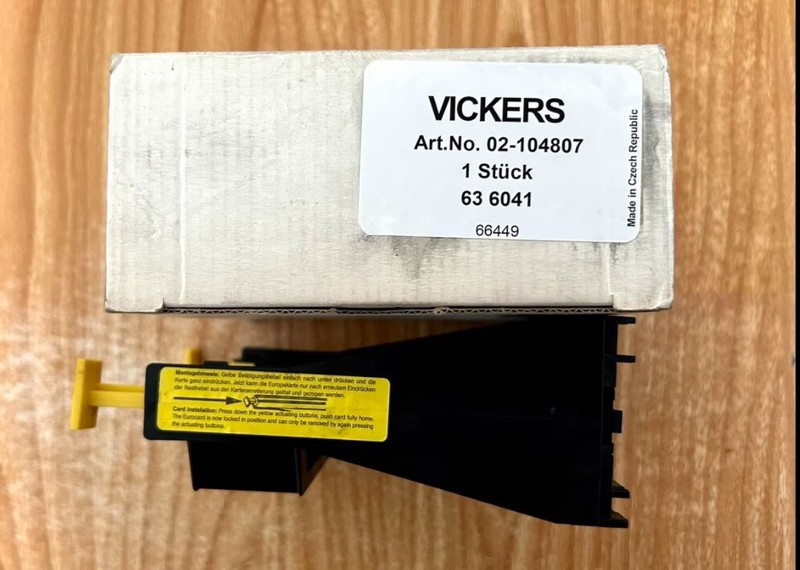 VICKERS
Art.No. 02-104807
1 Stück
63 6041
66449
Made in Czech Republic
Montagehinweis: Gelbe Betätigungshebel einfach nach unten drücken und die
Karte ganz eindrücken. Jetzt kann die Europakarte nur nach erneutem Eindrücken
der Rasthebel aus der Kartenarretierung gelöst und gezogen werden.
Card installation: Press down the yellow actuating buttons, push card fully home.
The Eurocard is now locked in position and can only be removed by again pressing
the actuating buttons.